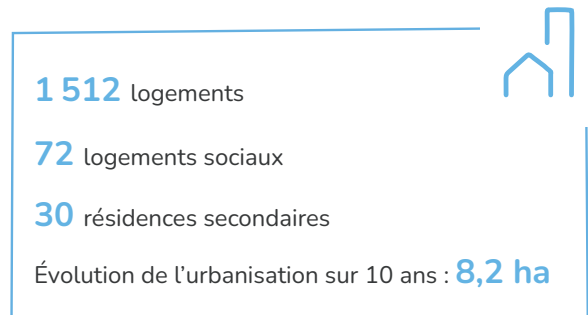 1 512 logements
72 logements sociaux
30 résidences secondaires
Évolution de l’urbanisation sur 10 ans : 8,2 ha